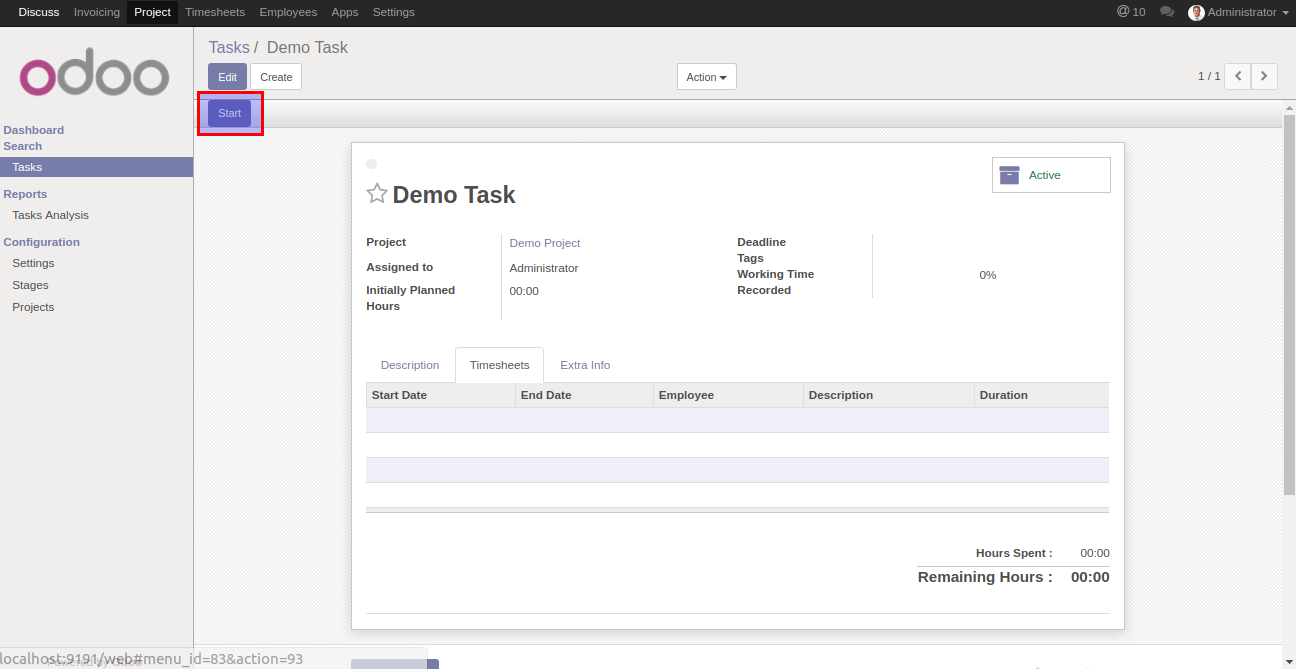 Discuss Invoicing Project Timesheets Employees Apps Settings @ 10 Administrator
odoo
Tasks / Demo Task
Edit Create Action 1 / 1
Start
Dashboard
Search
Tasks
Reports
Tasks Analysis
Configuration
Settings
Stages
Projects
Active
Demo Task
Project Demo Project
Assigned to Administrator
Initially Planned Hours 00:00
Deadline
Tags
Working Time Recorded 0%
Description Timesheets Extra Info
Start Date End Date Employee Description Duration
Hours Spent : 00:00
Remaining Hours : 00:00
Powered by Odoo
localhost:9191/web#menu_id=83&action=93